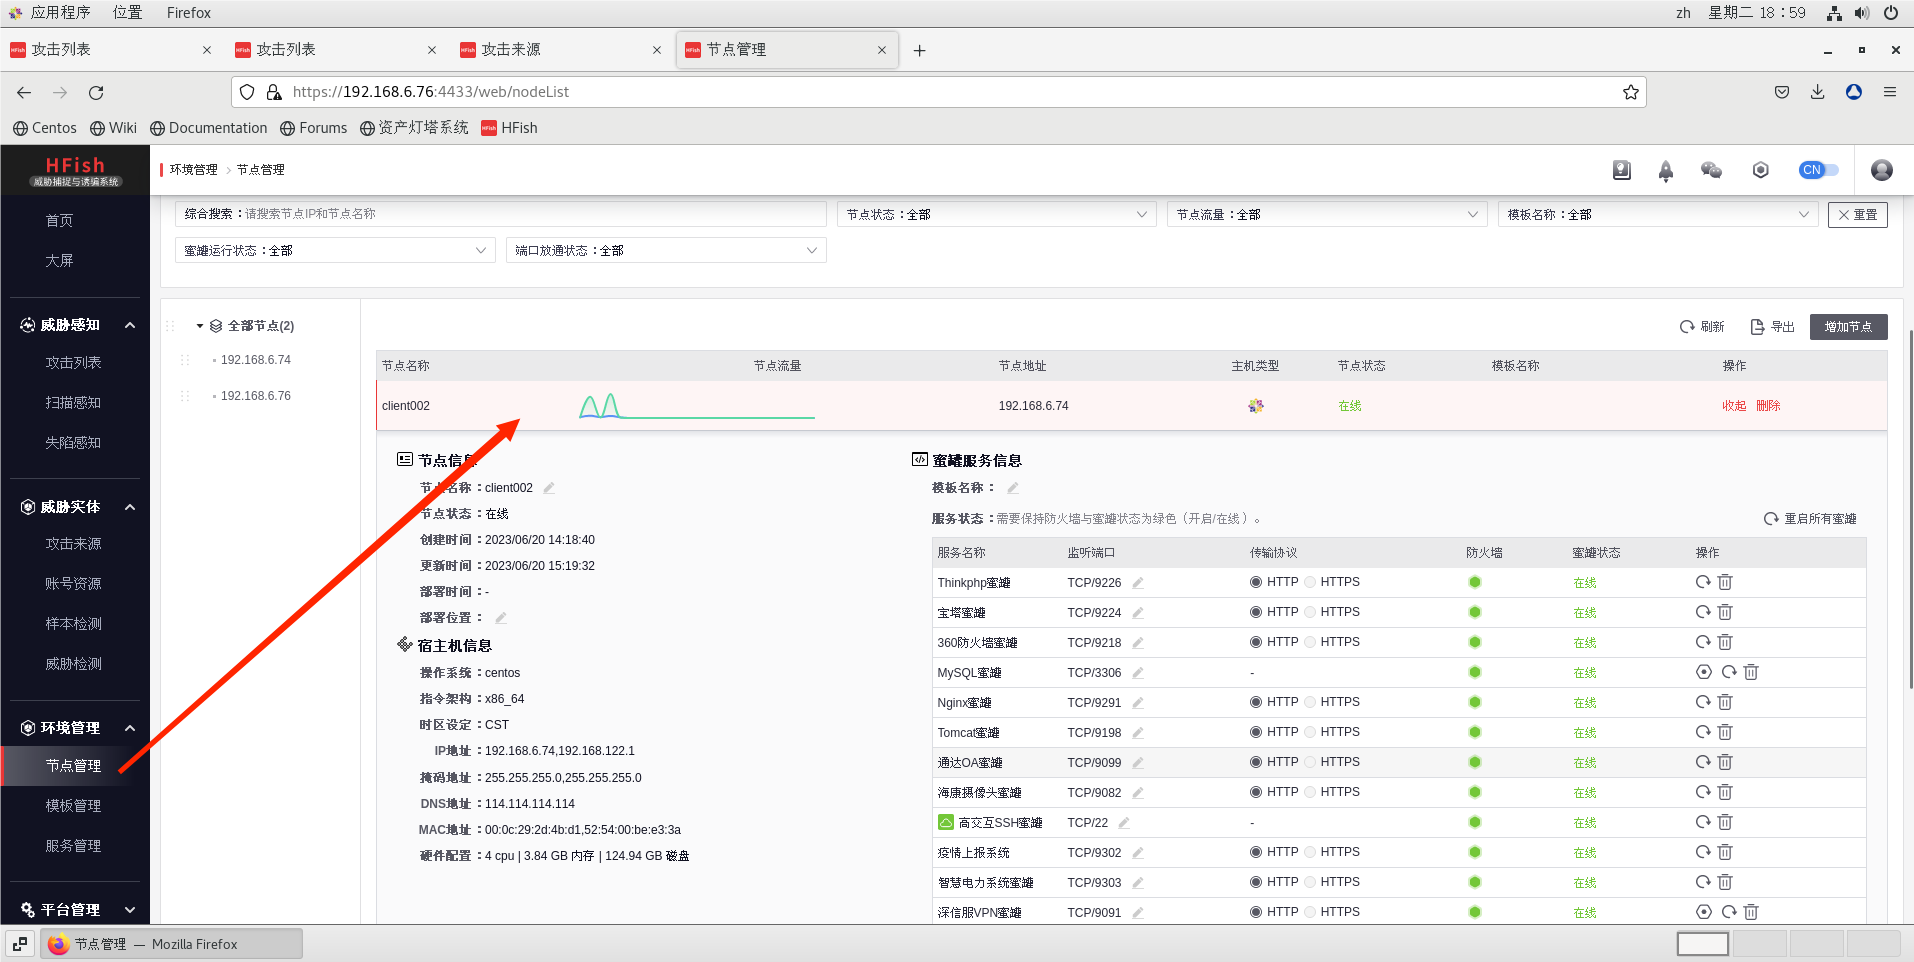 应用程序 位置 Firefox zh 星期二 18：59
攻击列表 × 攻击列表 × 攻击来源 × 节点管理 × +
https://192.168.6.76:4433/web/nodeList
Centos Wiki Documentation Forums 资产灯塔系统 HFish
HFish
威胁捕捉与诱骗系统
环境管理 > 节点管理 CN
首页
大屏
威胁感知
攻击列表
扫描感知
失陷感知
威胁实体
攻击来源
账号资源
样本检测
威胁检测
环境管理
节点管理
模板管理
服务管理
平台管理
综合搜索：请搜索节点IP和节点名称 节点状态：全部 节点流量：全部 模板名称：全部 重置
蜜罐运行状态：全部 端口放通状态：全部
全部节点(2)
192.168.6.74
192.168.6.76
刷新 导出 增加节点
节点名称 节点流量 节点地址 主机类型 节点状态 模板名称 操作
client002 192.168.6.74 在线 收起 删除
节点信息
节点名称：client002
节点状态：在线
创建时间：2023/06/20 14:18:40
更新时间：2023/06/20 15:19:32
部署时间：-
部署位置：
宿主机信息
操作系统：centos
指令架构：x86_64
时区设定：CST
IP地址：192.168.6.74,192.168.122.1
掩码地址：255.255.255.0,255.255.255.0
DNS地址：114.114.114.114
MAC地址：00:0c:29:2d:4b:d1,52:54:00:be:e3:3a
硬件配置：4 cpu | 3.84 GB 内存 | 124.94 GB 磁盘
蜜罐服务信息
模板名称：
服务状态：需要保持防火墙与蜜罐状态为绿色（开启/在线）。 重启所有蜜罐
服务名称 监听端口 传输协议 防火墙 蜜罐状态 操作
Thinkphp蜜罐 TCP/9226 HTTP HTTPS 在线
宝塔蜜罐 TCP/9224 HTTP HTTPS 在线
360防火墙蜜罐 TCP/9218 HTTP HTTPS 在线
MySQL蜜罐 TCP/3306 - 在线
Nginx蜜罐 TCP/9291 HTTP HTTPS 在线
Tomcat蜜罐 TCP/9198 HTTP HTTPS 在线
通达OA蜜罐 TCP/9099 HTTP HTTPS 在线
海康摄像头蜜罐 TCP/9082 HTTP HTTPS 在线
高交互SSH蜜罐 TCP/22 - 在线
疫情上报系统 TCP/9302 HTTP HTTPS 在线
智慧电力系统蜜罐 TCP/9303 HTTP HTTPS 在线
深信服VPN蜜罐 TCP/9091 HTTP HTTPS 在线
节点管理 — Mozilla Firefox